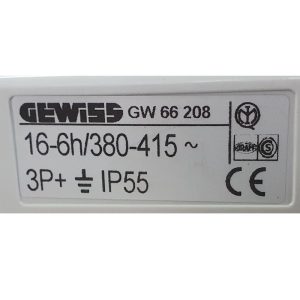 GEWISS GW 66 208
16-6h/380-415 ~
3P+ ⏚ IP55 CE